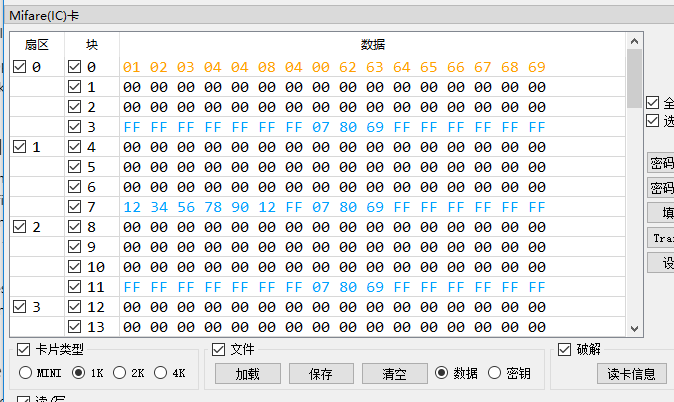 Mifare(IC)卡
扇区 块 数据
0 0 01 02 03 04 04 08 04 00 62 63 64 65 66 67 68 69
1 00 00 00 00 00 00 00 00 00 00 00 00 00 00 00 00
2 00 00 00 00 00 00 00 00 00 00 00 00 00 00 00 00
3 FF FF FF FF FF FF FF 07 80 69 FF FF FF FF FF FF
1 4 00 00 00 00 00 00 00 00 00 00 00 00 00 00 00 00
5 00 00 00 00 00 00 00 00 00 00 00 00 00 00 00 00
6 00 00 00 00 00 00 00 00 00 00 00 00 00 00 00 00
7 12 34 56 78 90 12 FF 07 80 69 FF FF FF FF FF FF
2 8 00 00 00 00 00 00 00 00 00 00 00 00 00 00 00 00
9 00 00 00 00 00 00 00 00 00 00 00 00 00 00 00 00
10 00 00 00 00 00 00 00 00 00 00 00 00 00 00 00 00
11 FF FF FF FF FF FF FF 07 80 69 FF FF FF FF FF FF
3 12 00 00 00 00 00 00 00 00 00 00 00 00 00 00 00 00
13 00 00 00 00 00 00 00 00 00 00 00 00 00 00 00 00
全
选
密码
密码
填
Tra
设
卡片类型 文件 破解
MINI 1K 2K 4K 加载 保存 清空 数据 密钥 读卡信息